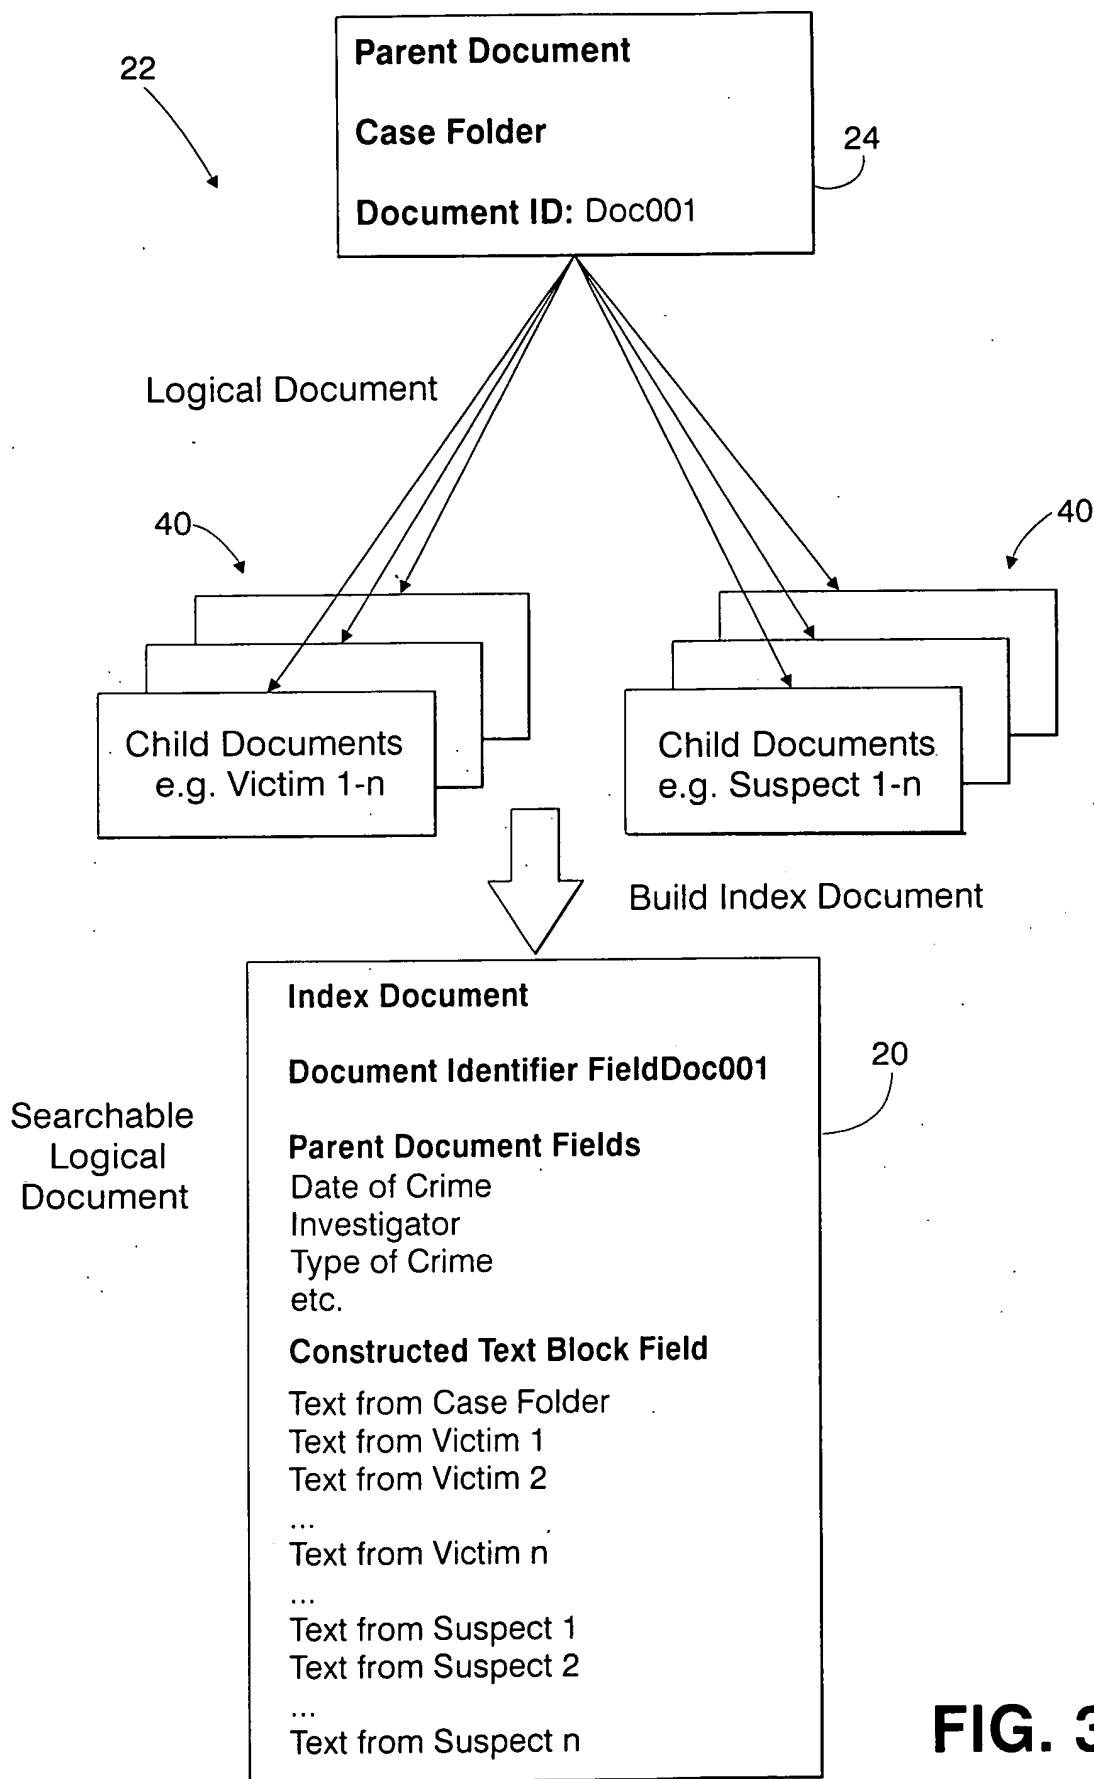 22
Parent Document
Case Folder
Document ID: Doc001
24
Logical Document
40
40
Child Documents
e.g. Victim 1-n
Child Documents
e.g. Suspect 1-n
Build Index Document
Index Document
Document Identifier FieldDoc001
20
Searchable
Logical
Document
Parent Document Fields
Date of Crime
Investigator
Type of Crime
etc.
Constructed Text Block Field
Text from Case Folder
Text from Victim 1
Text from Victim 2
...
Text from Victim n
...
Text from Suspect 1
Text from Suspect 2
...
Text from Suspect n
FIG. 3